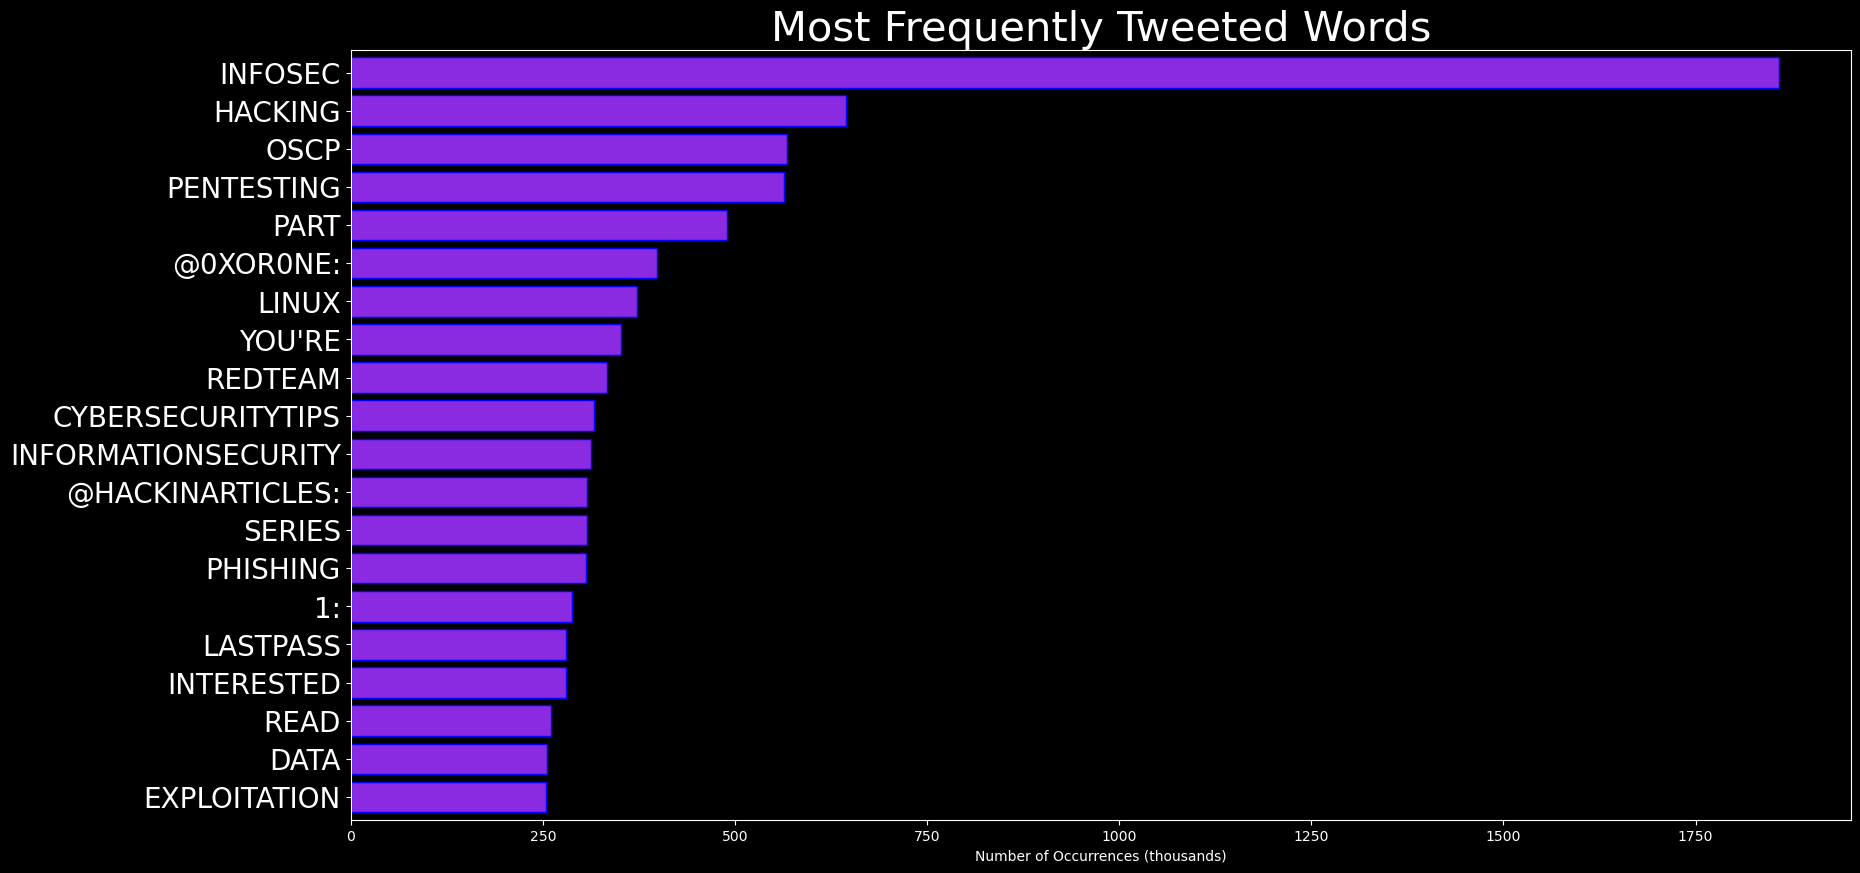 Most Frequently Tweeted Words
INFOSEC
HACKING
OSCP
PENTESTING
PART
@0XOR0NE:
LINUX
YOU'RE
REDTEAM
CYBERSECURITYTIPS
INFORMATIONSECURITY
@HACKINARTICLES:
SERIES
PHISHING
1:
LASTPASS
INTERESTED
READ
DATA
EXPLOITATION
0 250 500 750 1000 1250 1500 1750
Number of Occurrences (thousands)